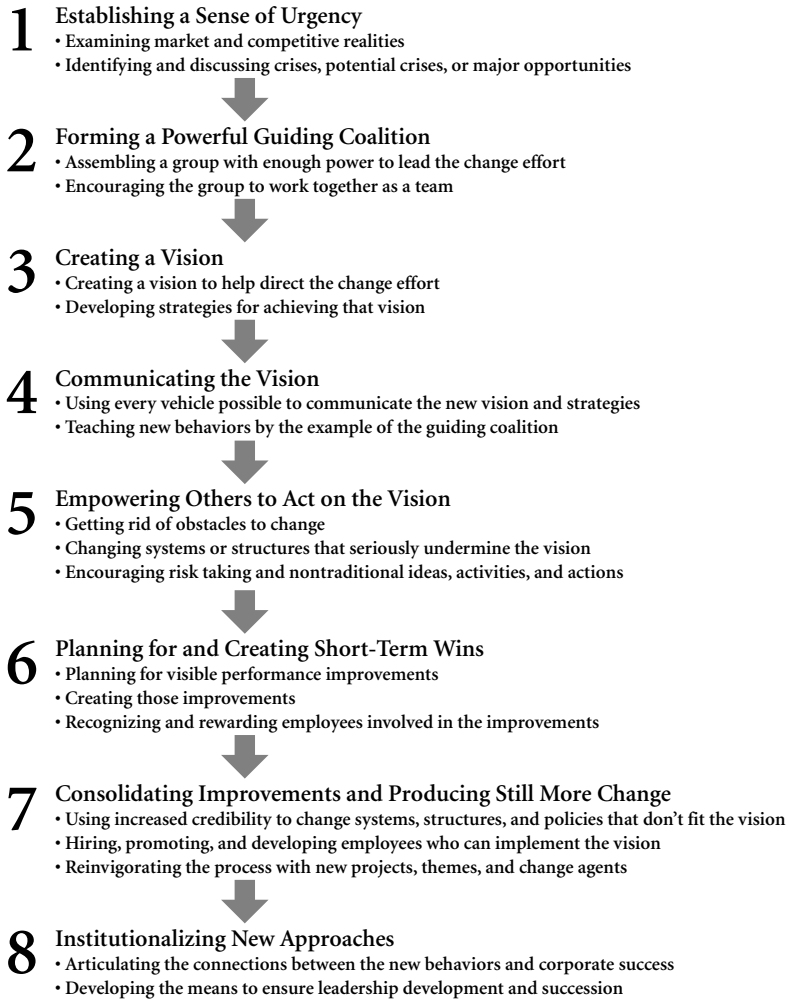 1 Establishing a Sense of Urgency
• Examining market and competitive realities
• Identifying and discussing crises, potential crises, or major opportunities
2 Forming a Powerful Guiding Coalition
• Assembling a group with enough power to lead the change effort
• Encouraging the group to work together as a team
3 Creating a Vision
• Creating a vision to help direct the change effort
• Developing strategies for achieving that vision
4 Communicating the Vision
• Using every vehicle possible to communicate the new vision and strategies
• Teaching new behaviors by the example of the guiding coalition
5 Empowering Others to Act on the Vision
• Getting rid of obstacles to change
• Changing systems or structures that seriously undermine the vision
• Encouraging risk taking and nontraditional ideas, activities, and actions
6 Planning for and Creating Short-Term Wins
• Planning for visible performance improvements
• Creating those improvements
• Recognizing and rewarding employees involved in the improvements
7 Consolidating Improvements and Producing Still More Change
• Using increased credibility to change systems, structures, and policies that don’t fit the vision
• Hiring, promoting, and developing employees who can implement the vision
• Reinvigorating the process with new projects, themes, and change agents
8 Institutionalizing New Approaches
• Articulating the connections between the new behaviors and corporate success
• Developing the means to ensure leadership development and succession